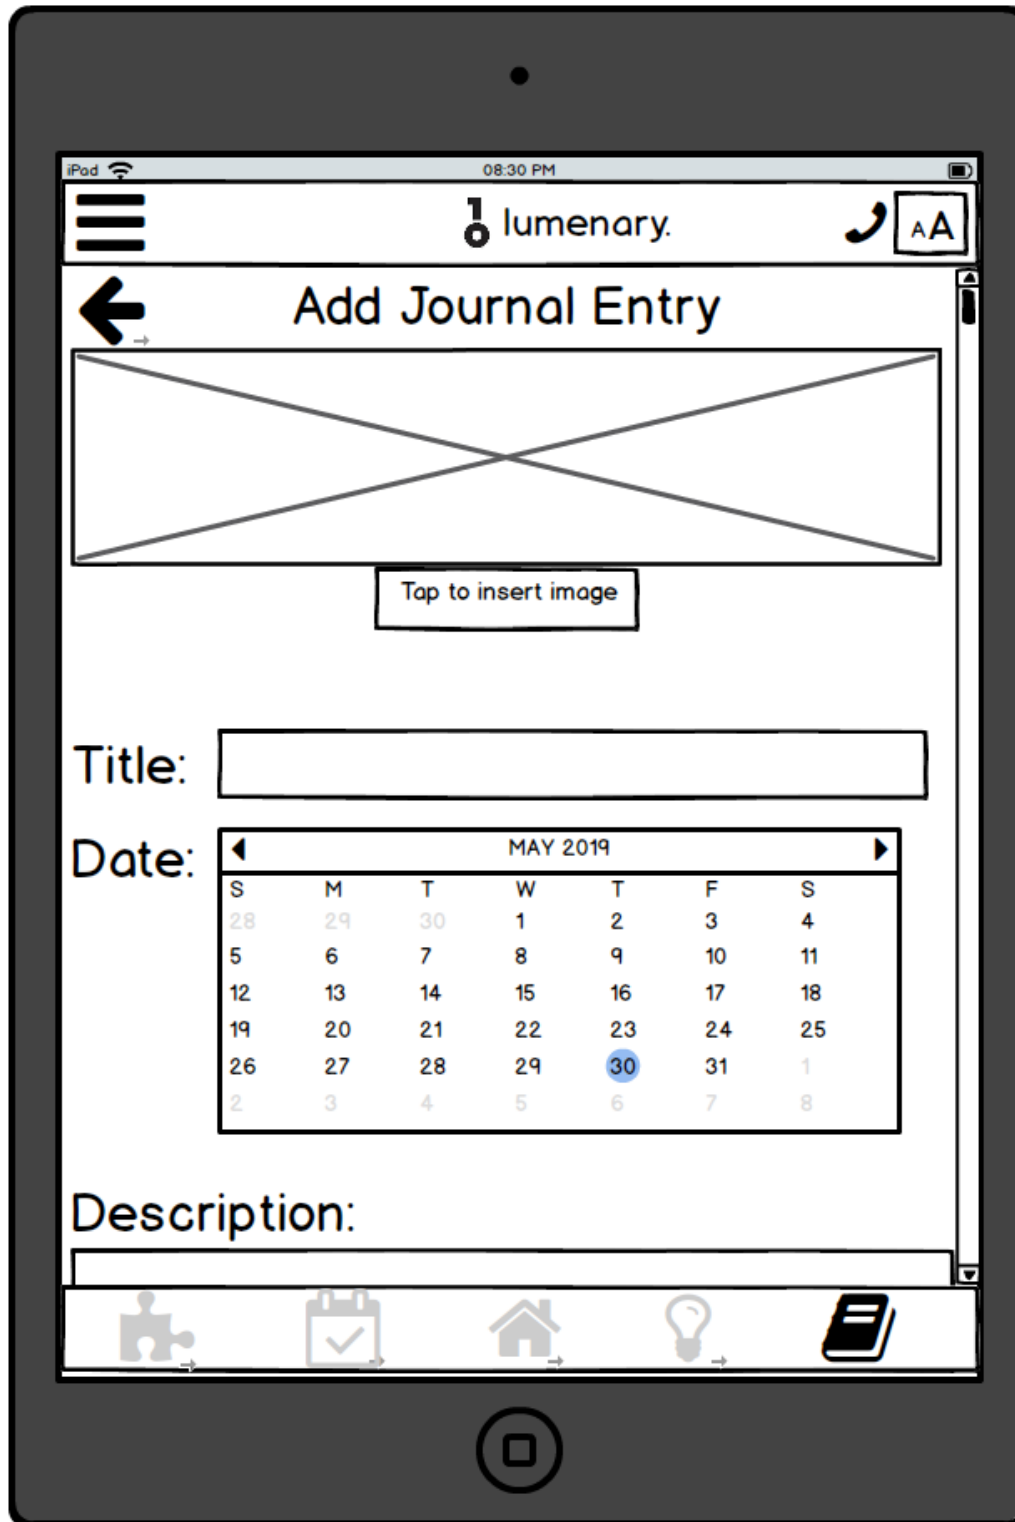 iPad 08:30 PM
lumenary. AA
Add Journal Entry
Tap to insert image
Title:
Date:
MAY 2019
S M T W T F S
28 29 30 1 2 3 4
5 6 7 8 9 10 11
12 13 14 15 16 17 18
19 20 21 22 23 24 25
26 27 28 29 30 31 1
2 3 4 5 6 7 8
Description: